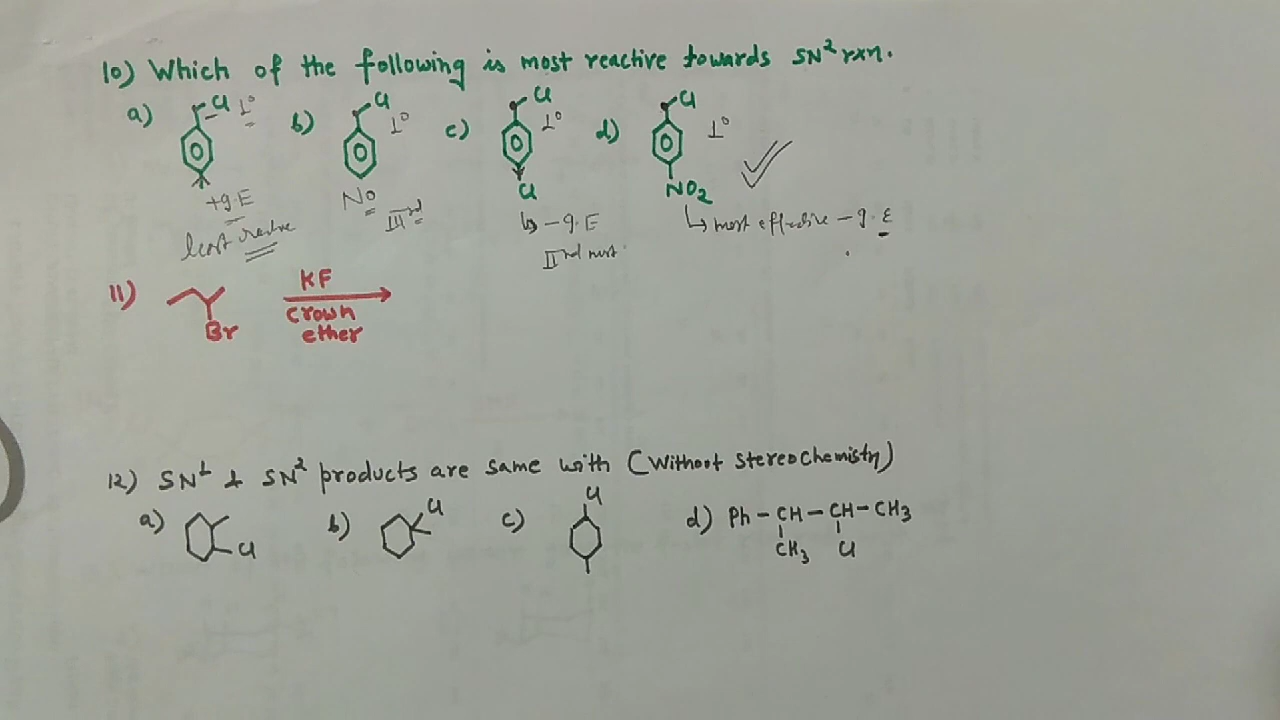 10) Which of the following is most reactive towards SN² rxn.
a) Cl 1° b) Cl 1° c) Cl 1° d) Cl 1°
Cl NO₂
+I.E No IIIrd ↳ -I.E ↳ most effective -I.E
least reactive IInd most
11) Br KF
crown
ether
12) SN¹ & SN² products are same with (Without stereochemistry)
a) Cl b) Cl c) Cl d) Ph-CH-CH-CH₃
CH₃ Cl